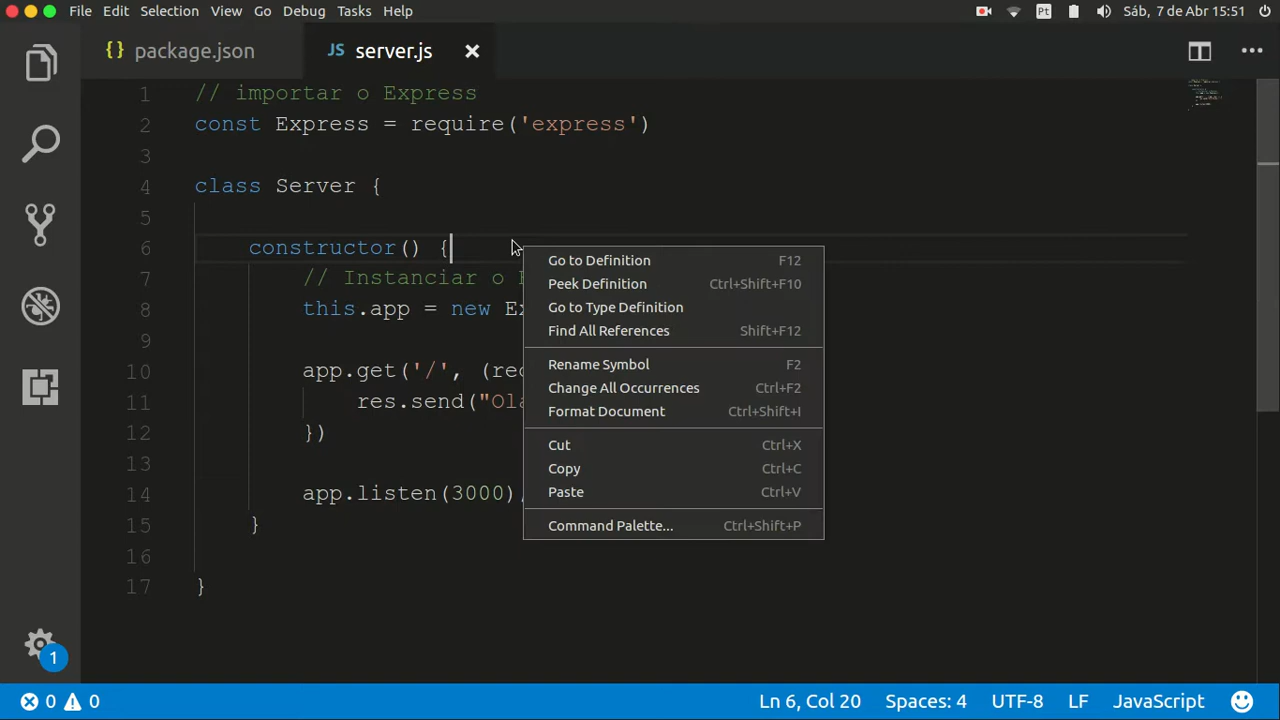 File Edit Selection View Go Debug Tasks Help Pt Sáb, 7 de Abr 15:51
{} package.json JS server.js
1 // importar o Express
2 const Express = require('express')
3
4 class Server {
5
6 constructor() {
7 // Instanciar o
8 this.app = new
9
10 app.get('/', (req
11 res.send("Ola
12 })
13
14 app.listen(3000)
15 }
16
17 }
Go to Definition F12
Peek Definition Ctrl+Shift+F10
Go to Type Definition
Find All References Shift+F12
Rename Symbol F2
Change All Occurrences Ctrl+F2
Format Document Ctrl+Shift+I
Cut Ctrl+X
Copy Ctrl+C
Paste Ctrl+V
Command Palette... Ctrl+Shift+P
1
0 0 Ln 6, Col 20 Spaces: 4 UTF-8 LF JavaScript